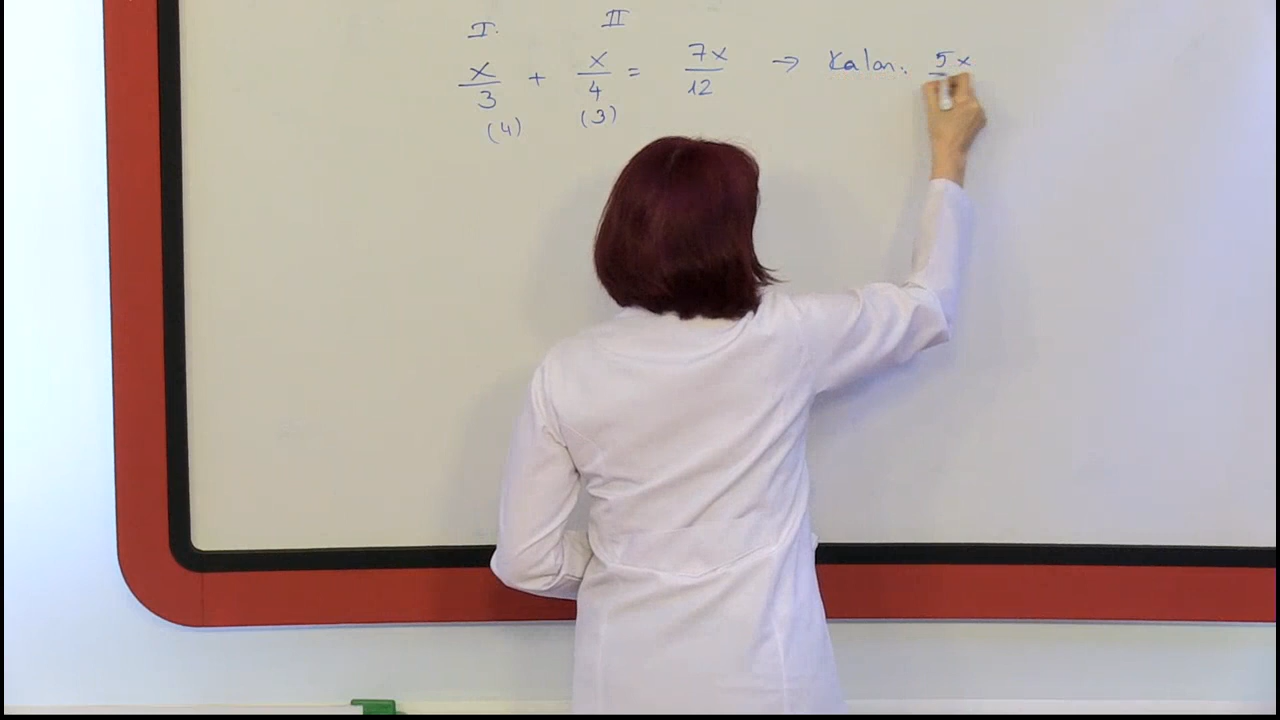 I. II
x/3 + x/4 = 7x/12 → Kalan: 5x
(4) (3)